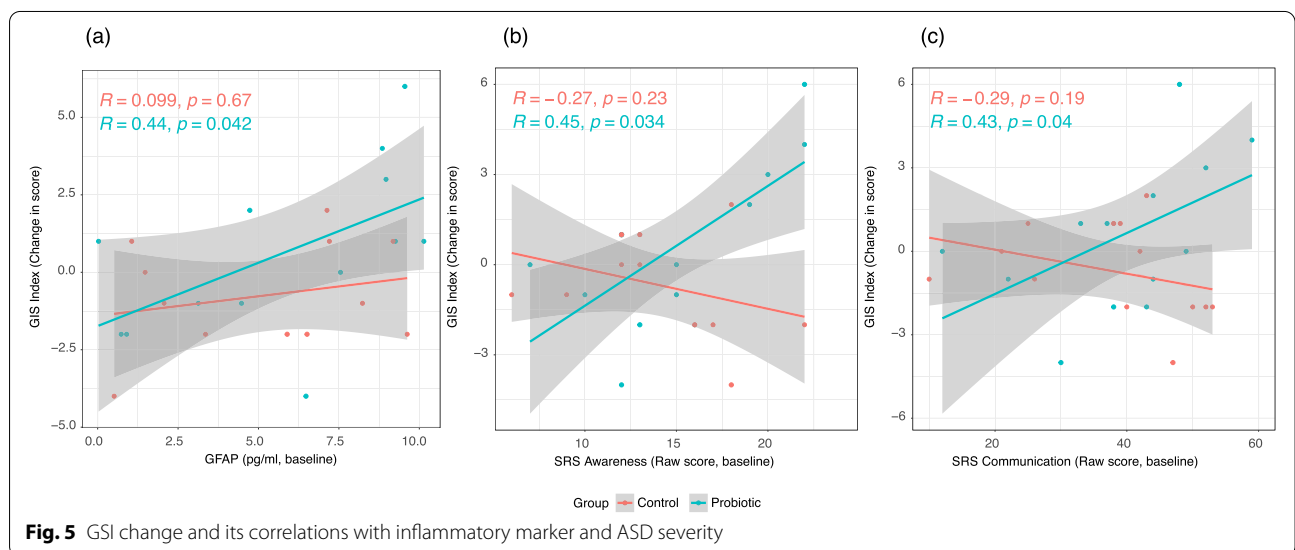 (a)
R = 0.099, p = 0.67
R = 0.44, p = 0.042
GIS Index (Change in score)
5.0
2.5
0.0
−2.5
−5.0
0.0 2.5 5.0 7.5 10.0
GFAP (pg/ml, baseline)
(b)
R = −0.27, p = 0.23
R = 0.45, p = 0.034
GIS Index (Change in score)
6
3
0
−3
10 15 20
SRS Awareness (Raw score, baseline)
(c)
R = −0.29, p = 0.19
R = 0.43, p = 0.04
GIS Index (Change in score)
6
3
0
−3
−6
20 40 60
SRS Communication (Raw score, baseline)
Group Control Probiotic
Fig. 5 GSI change and its correlations with inflammatory marker and ASD severity